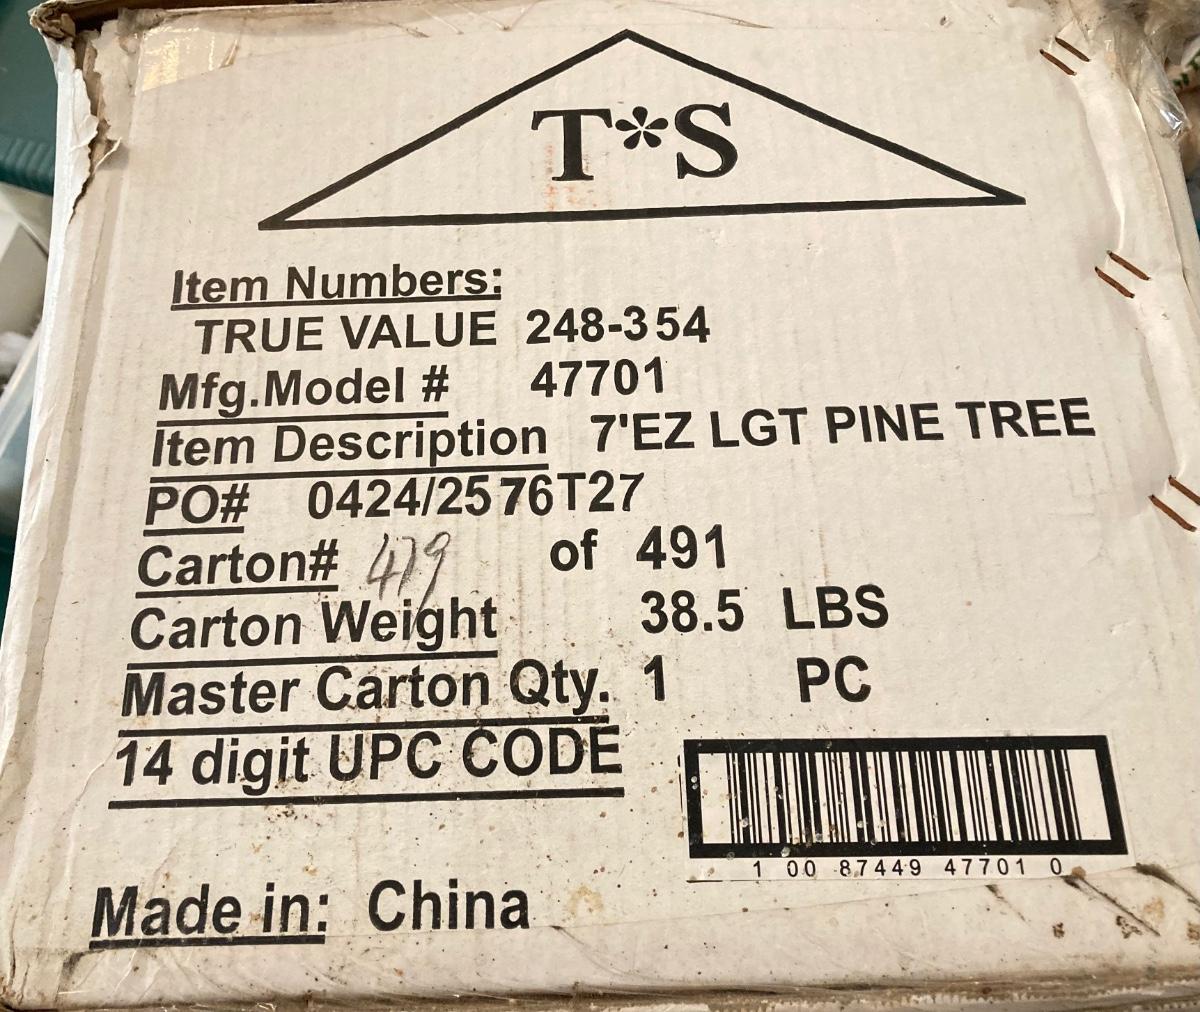 T*S
Item Numbers:
TRUE VALUE 248-354
Mfg.Model # 47701
Item Description 7'EZ LGT PINE TREE
PO# 0424/2576T27
Carton# 479 of 491
Carton Weight 38.5 LBS
Master Carton Qty. 1 PC
14 digit UPC CODE
1 00 87449 47701 0
Made in: China